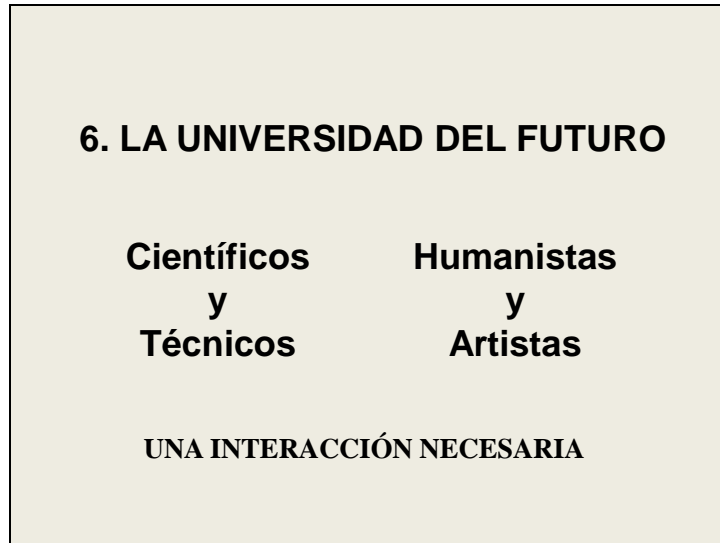 6. LA UNIVERSIDAD DEL FUTURO
Científicos
y
Técnicos
Humanistas
y
Artistas
UNA INTERACCIÓN NECESARIA